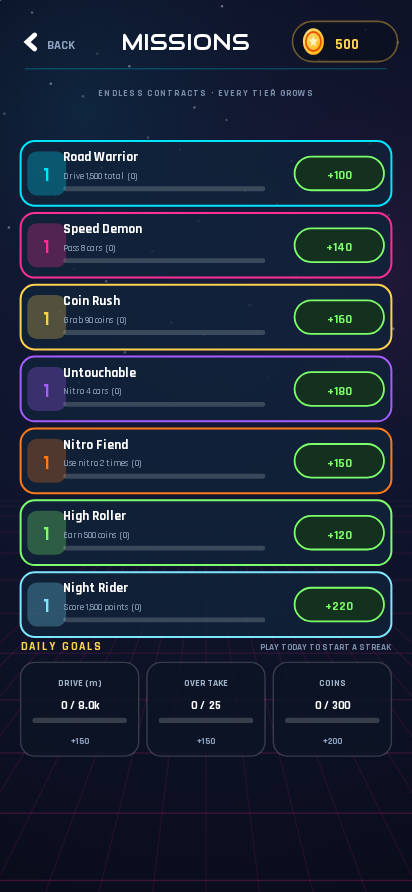 BACK
MISSIONS
500
ENDLESS CONTRACTS · EVERY TIER GROWS
1
Road Warrior
Drive 1,500 total (0)
+100
1
Speed Demon
Pass 8 cars (0)
+140
1
Coin Rush
Grab 90 coins (0)
+160
1
Untouchable
Nitro 4 cars (0)
+180
1
Nitro Fiend
Use nitro 2 times (0)
+150
1
High Roller
Earn 500 coins (0)
+120
1
Night Rider
Score 1,500 points (0)
+220
DAILY GOALS
PLAY TODAY TO START A STREAK
DRIVE (m)
0 / 8.0k
+150
OVERTAKE
0 / 25
+150
COINS
0 / 300
+200